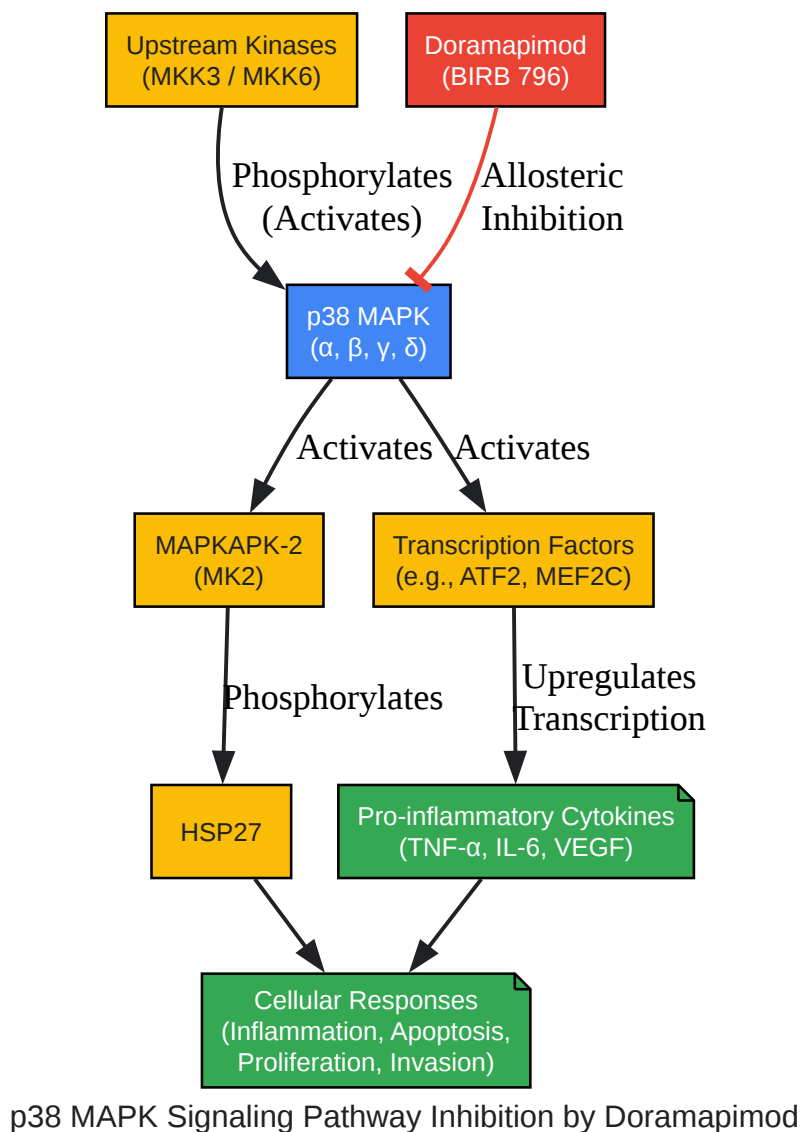 Upstream Kinases
(MKK3 / MKK6)
Doramapimod
(BIRB 796)
Phosphorylates
(Activates)
Allosteric
Inhibition
p38 MAPK
(α, β, γ, δ)
Activates
Activates
MAPKAPK-2
(MK2)
Transcription Factors
(e.g., ATF2, MEF2C)
Phosphorylates
Upregulates
Transcription
HSP27
Pro-inflammatory Cytokines
(TNF-α, IL-6, VEGF)
Cellular Responses
(Inflammation, Apoptosis,
Proliferation, Invasion)
p38 MAPK Signaling Pathway Inhibition by Doramapimod